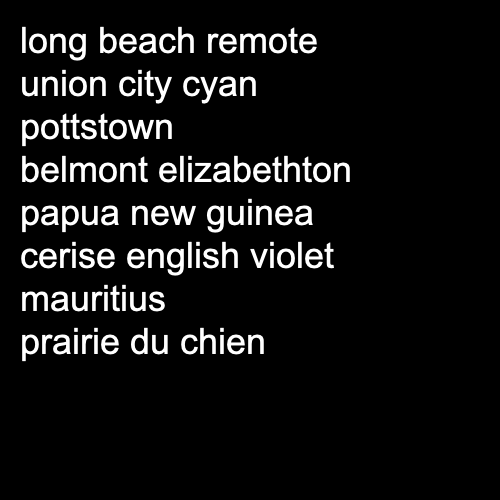 long beach remote
union city cyan
pottstown
belmont elizabethton
papua new guinea
cerise english violet
mauritius
prairie du chien